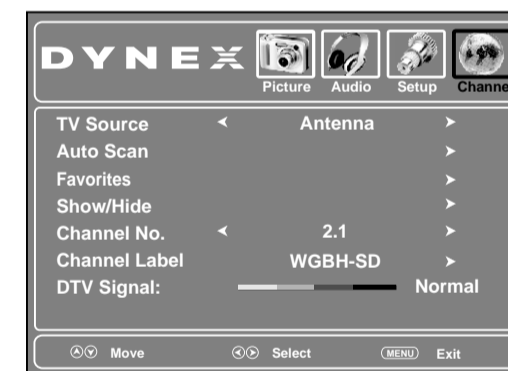 DYNEX
Picture Audio Setup Channe
TV Source Antenna
Auto Scan
Favorites
Show/Hide
Channel No. 2.1
Channel Label WGBH-SD
DTV Signal: Normal
Move Select MENU Exit